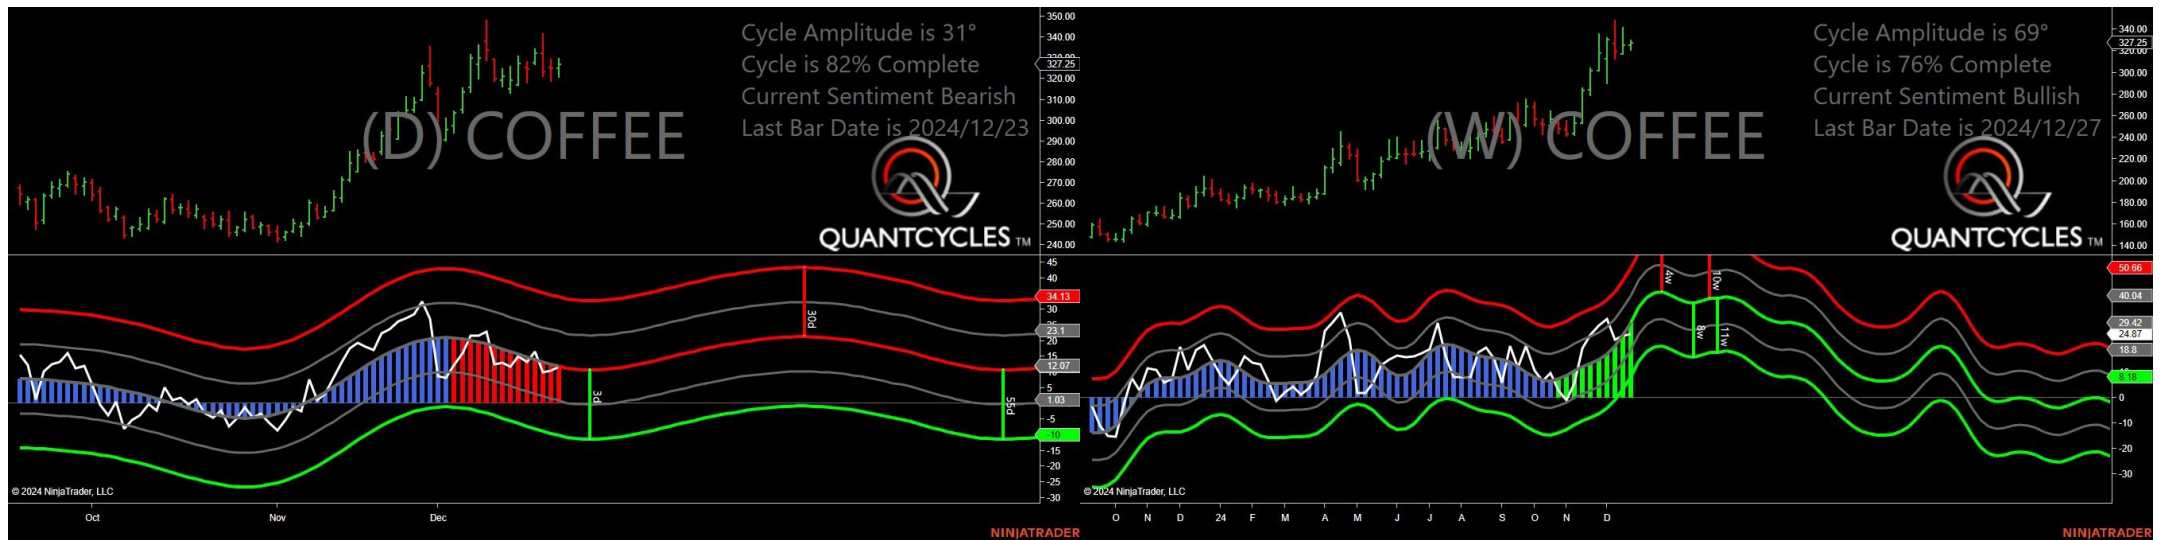 Cycle Amplitude is 31°
Cycle is 82% Complete
Current Sentiment Bearish
Last Bar Date is 2024/12/23
(D) COFFEE
QUANTCYCLES TM
350.00
340.00
327.25
320.00
310.00
300.00
290.00
280.00
270.00
260.00
250.00
240.00
45
40
34.13
30
23.1
20
15
12.07
5
1.03
-5
-10
-15
-20
-25
-30
30d
3d
55d
© 2024 NinjaTrader, LLC
Oct Nov Dec
NINJATRADER
Cycle Amplitude is 69°
Cycle is 76% Complete
Current Sentiment Bullish
Last Bar Date is 2024/12/27
(W) COFFEE
QUANTCYCLES TM
340.00
327.25
300.00
280.00
260.00
240.00
220.00
200.00
180.00
160.00
140.00
50.66
40.04
29.42
24.87
18.8
8.18
0
-10
-20
-30
4w
10w
8w
11w
© 2024 NinjaTrader, LLC
O N D 24 F M A M J J A S O N D
NINJATRADER